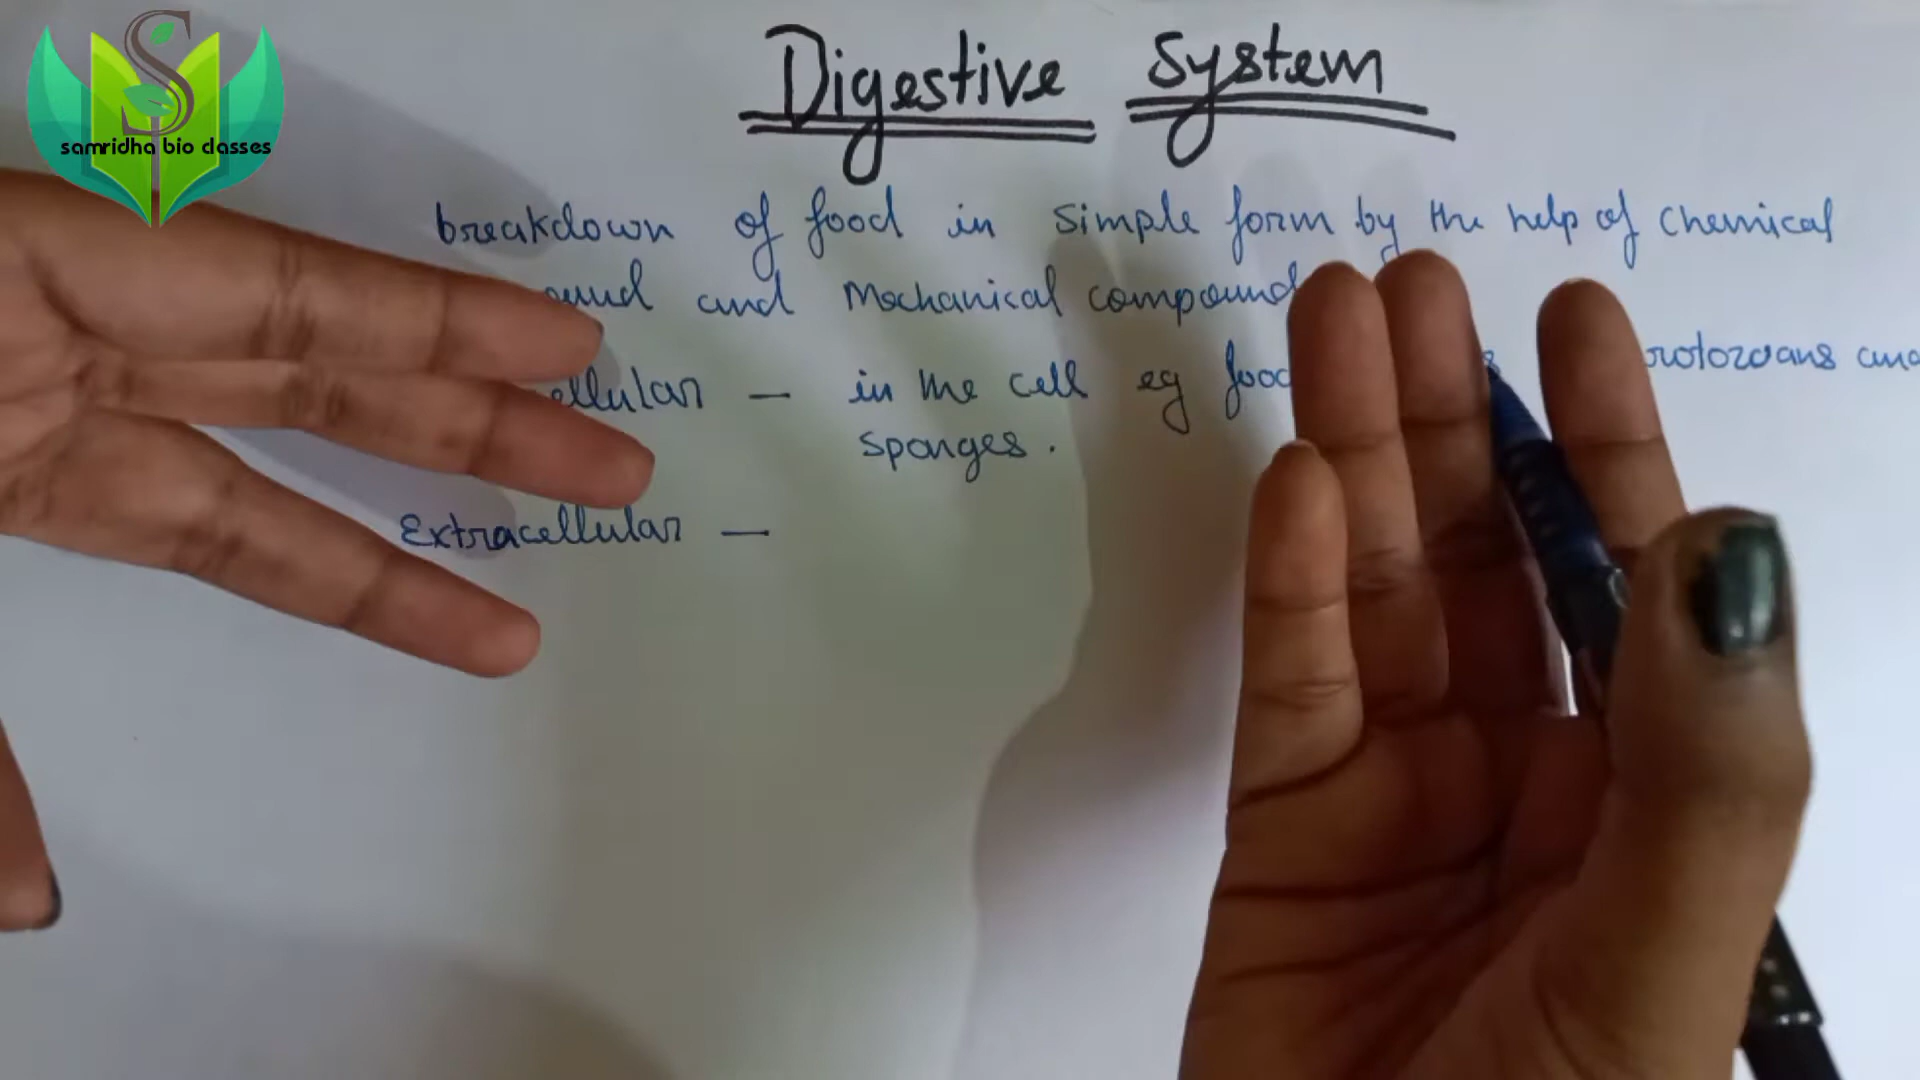 samridha bio classes
Digestive System
breakdown of food in simple form by the help of chemical
and Mechanical compound
in the cell eg food
sponges.
Extracellular —